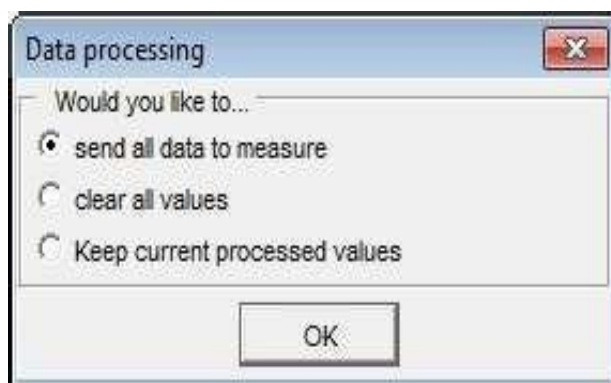 Data processing
Would you like to...
send all data to measure
clear all values
Keep current processed values
OK